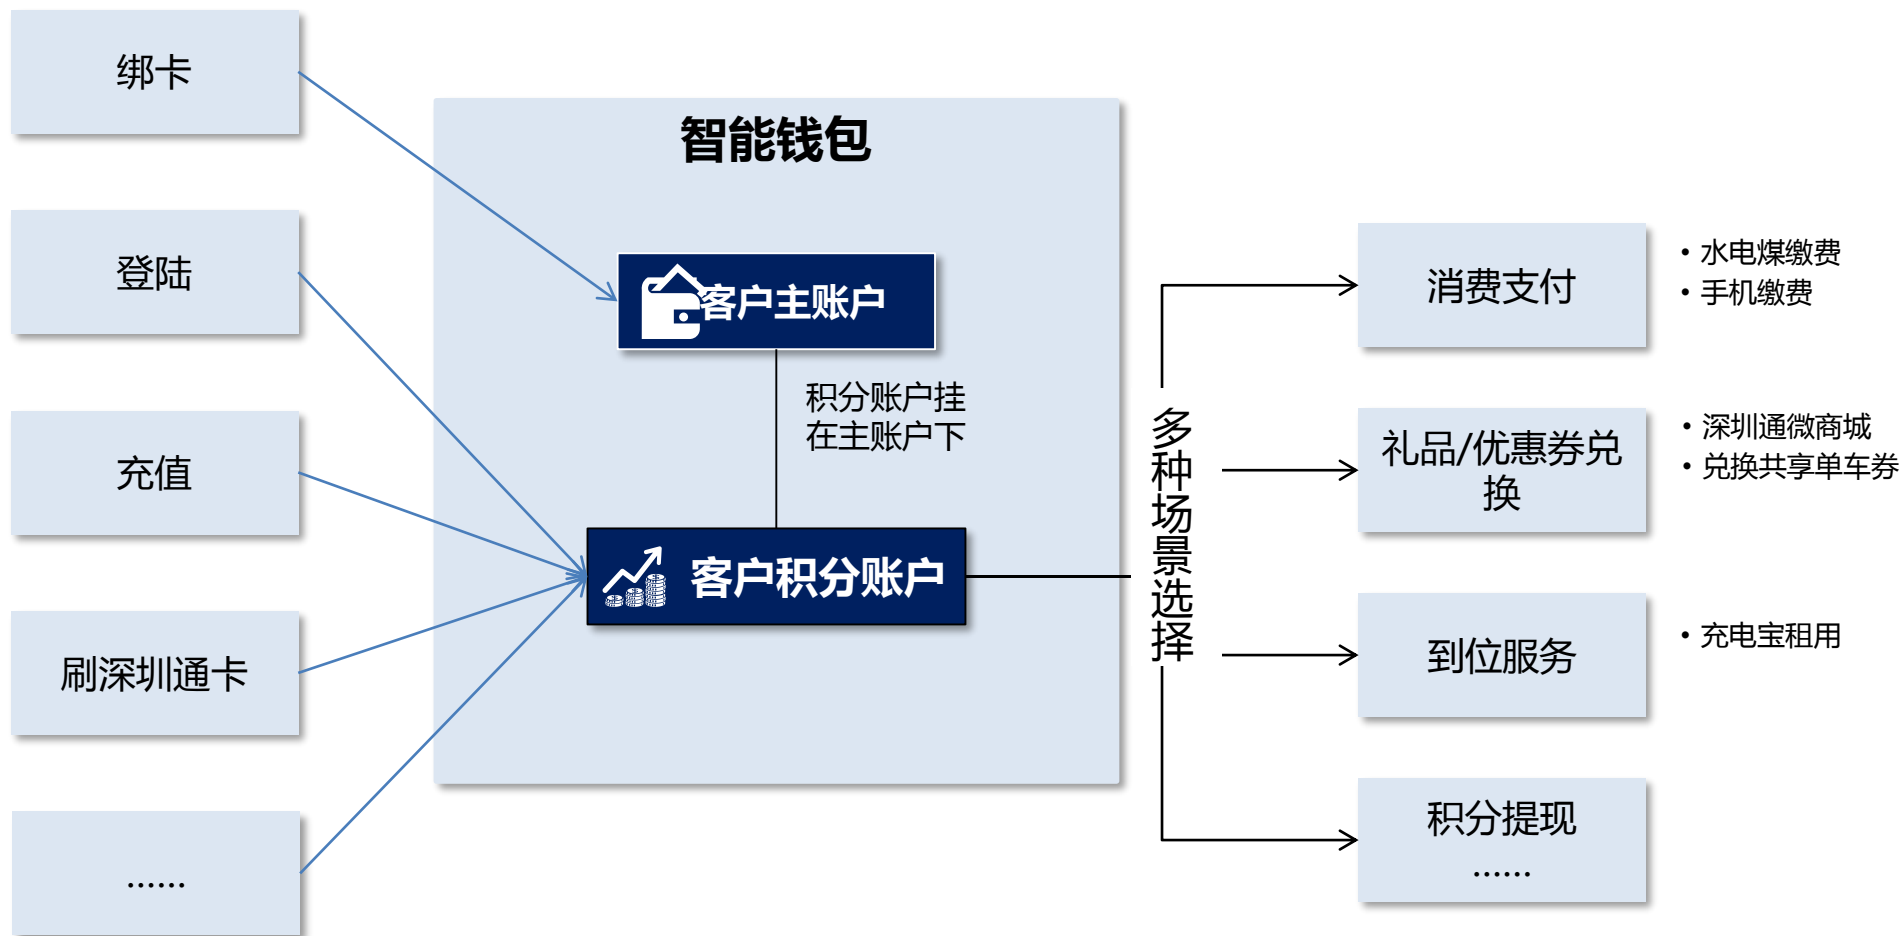 绑卡
登陆
充值
刷深圳通卡
......
智能钱包
客户主账户
积分账户挂
在主账户下
客户积分账户
多种场景选择
消费支付
• 水电煤缴费
• 手机缴费
礼品/优惠券兑
换
• 深圳通微商城
• 兑换共享单车券
到位服务
• 充电宝租用
积分提现
......